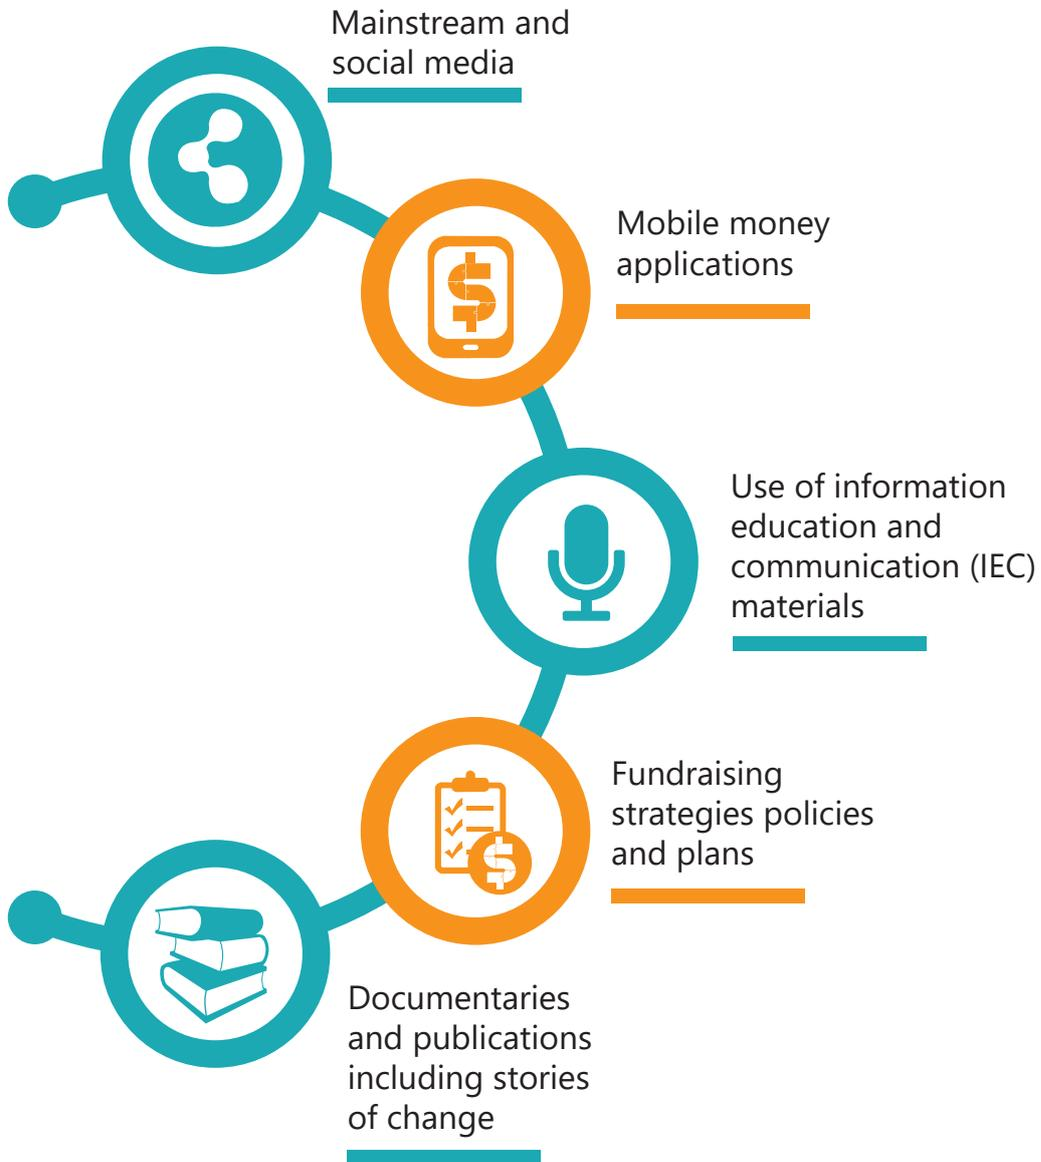 Mainstream and
social media
Mobile money
applications
Use of information
education and
communication (IEC)
materials
Fundraising
strategies policies
and plans
Documentaries
and publications
including stories
of change